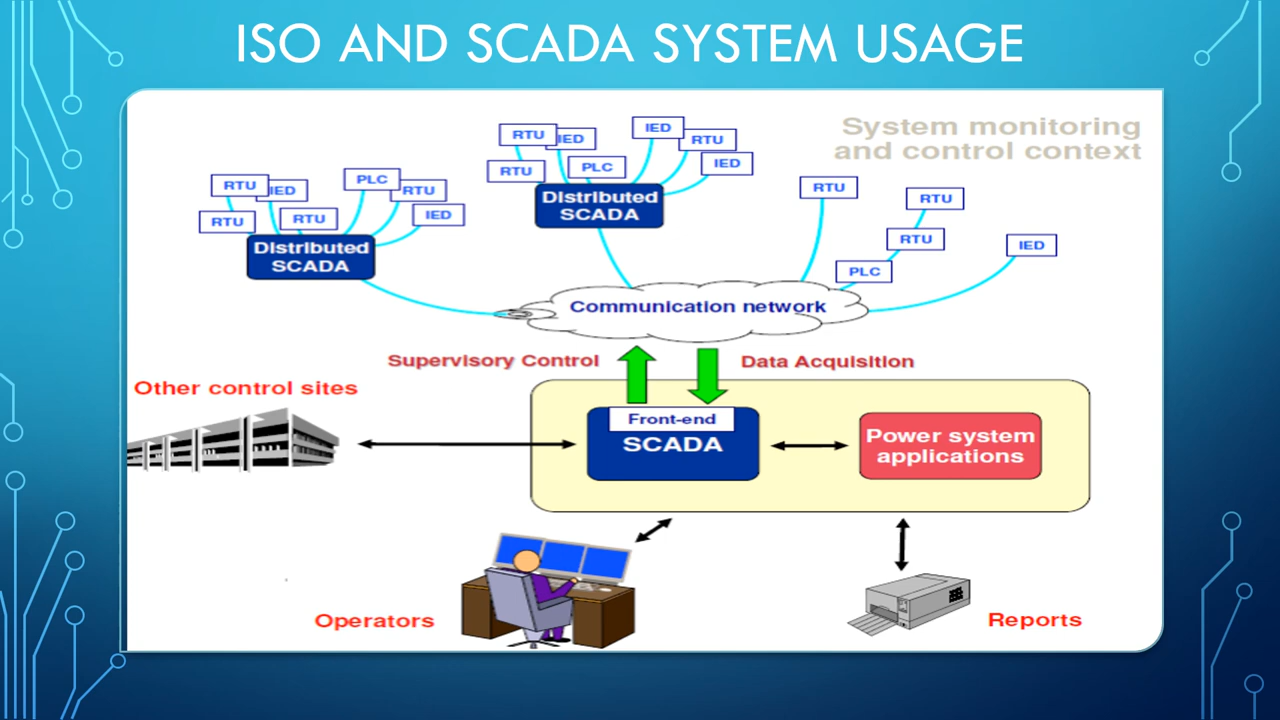 ISO AND SCADA SYSTEM USAGE
System monitoring
and control context
RTU
IED
RTU
PLC
IED
RTU
IED
Distributed
SCADA
RTU
IED
RTU
RTU
PLC
RTU
IED
Distributed
SCADA
RTU
RTU
RTU
PLC
IED
Communication network
Supervisory Control
Data Acquisition
Other control sites
Front-end
SCADA
Power system
applications
Operators
Reports